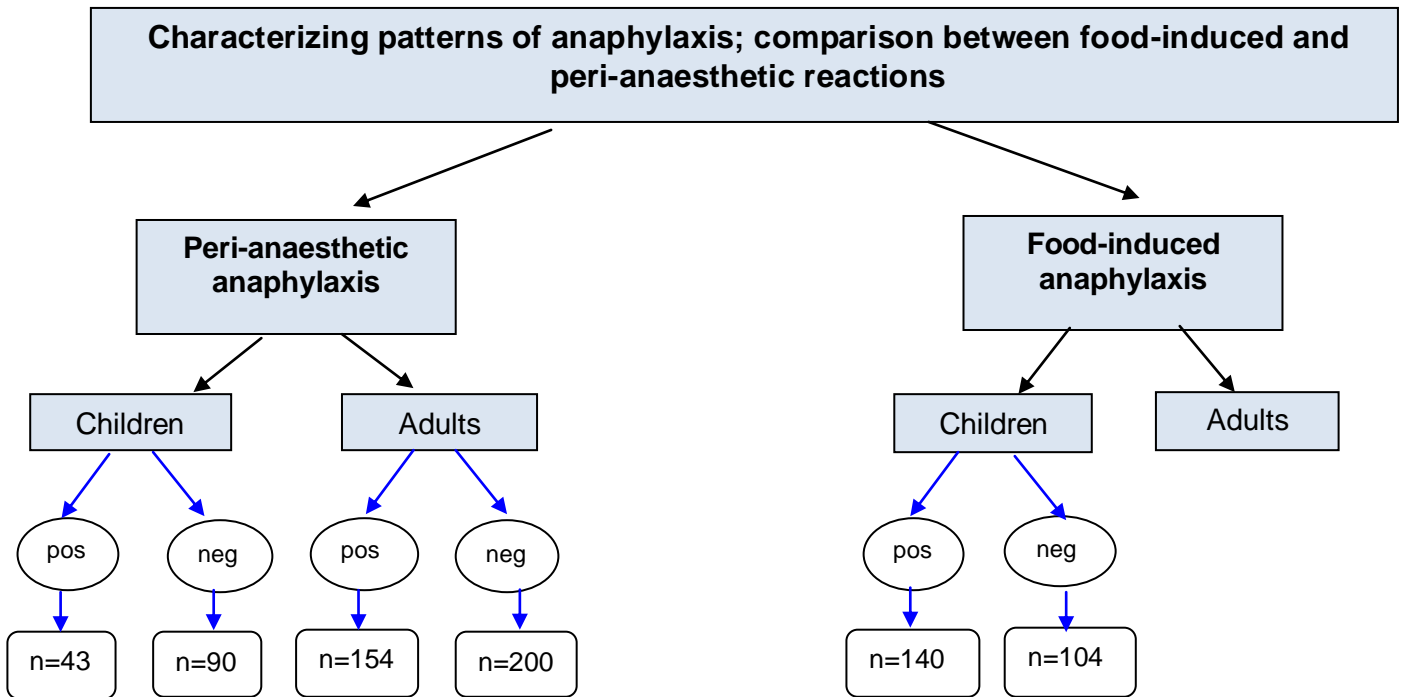 Characterizing patterns of anaphylaxis; comparison between food-induced and
peri-anaesthetic reactions
Peri-anaesthetic
anaphylaxis
Food-induced
anaphylaxis
Children
Adults
Children
Adults
pos
neg
pos
neg
pos
neg
n=43
n=90
n=154
n=200
n=140
n=104